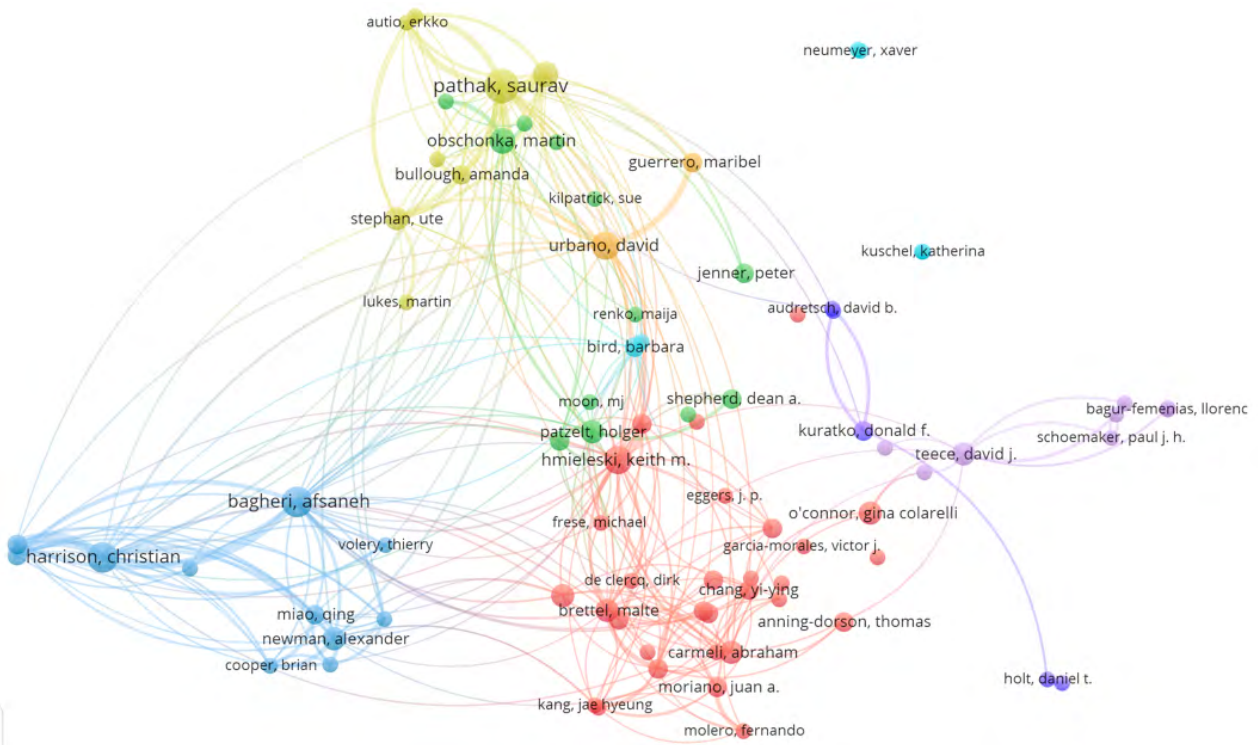 autio, erkko
neumeyer, xaver
pathak, saurav
obschonka, martin
guerrero, maribel
bullough, amanda
kilpatrick, sue
stephan, ute
urbano, david
kuschel, katherina
jenner, peter
lukes, martin
audretsch, david b.
renko, maija
bird, barbara
moon, mj
shepherd, dean a.
bagur-femenias, llorenc
patzelt, holger
kuratko, donald f.
schoemaker, paul j. h.
teece, david j.
hmieleski, keith m.
eggers, j. p.
bagheri, afsaneh
o'connor, gina colarelli
frese, michael
volery, thierry
garcia-morales, victor j.
harrison, christian
de clercq, dirk
chang, yi-ying
miao, qing
brettel, malte
anning-dorson, thomas
newman, alexander
carmeli, abraham
cooper, brian
holt, daniel t.
moriano, juan a.
kang, jae hyeung
molero, fernando